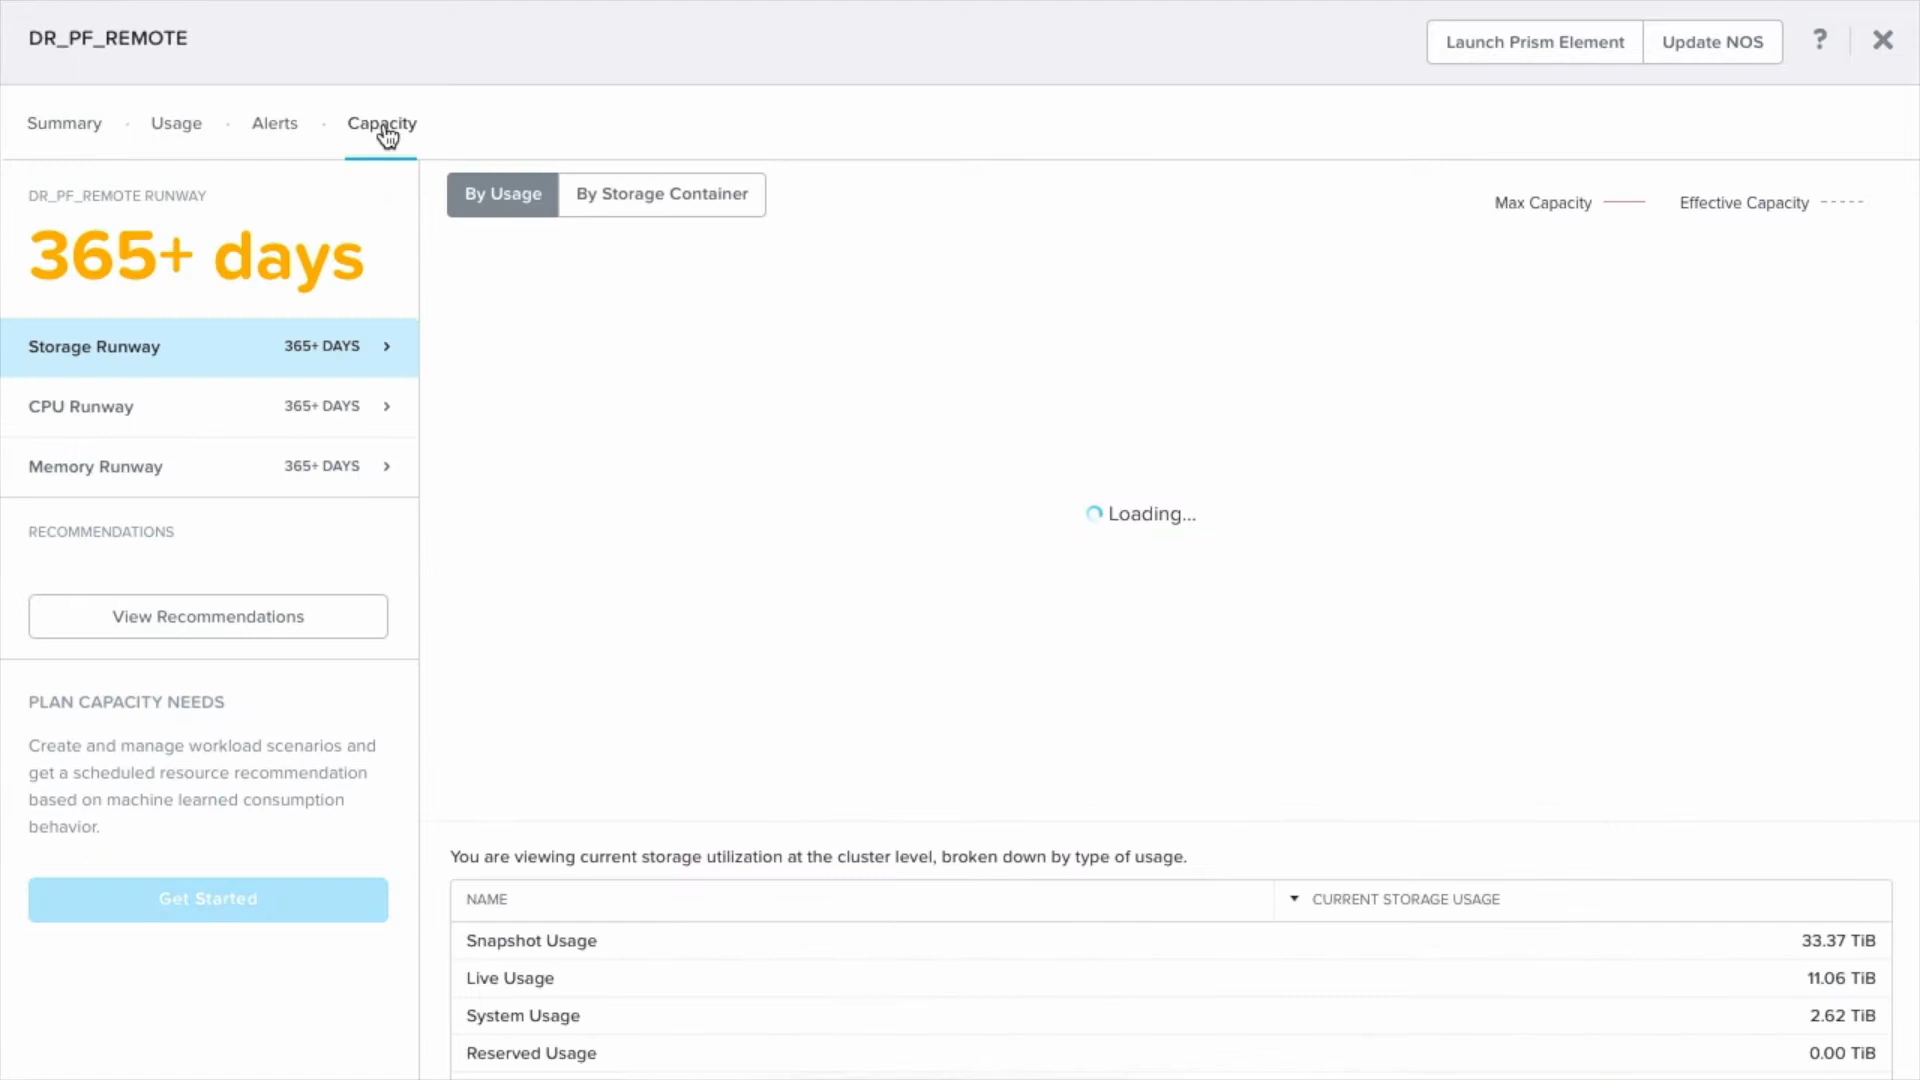 DR_PF_REMOTE
Launch Prism Element
Update NOS
?
Summary
Usage
Alerts
Capacity
DR_PF_REMOTE RUNWAY
365+ days
Storage Runway 365+ DAYS
CPU Runway 365+ DAYS
Memory Runway 365+ DAYS
RECOMMENDATIONS
View Recommendations
PLAN CAPACITY NEEDS
Create and manage workload scenarios and
get a scheduled resource recommendation
based on machine learned consumption
behavior.
Get Started
By Usage
By Storage Container
Max Capacity
Effective Capacity
Loading...
You are viewing current storage utilization at the cluster level, broken down by type of usage.
NAME CURRENT STORAGE USAGE
Snapshot Usage 33.37 TiB
Live Usage 11.06 TiB
System Usage 2.62 TiB
Reserved Usage 0.00 TiB